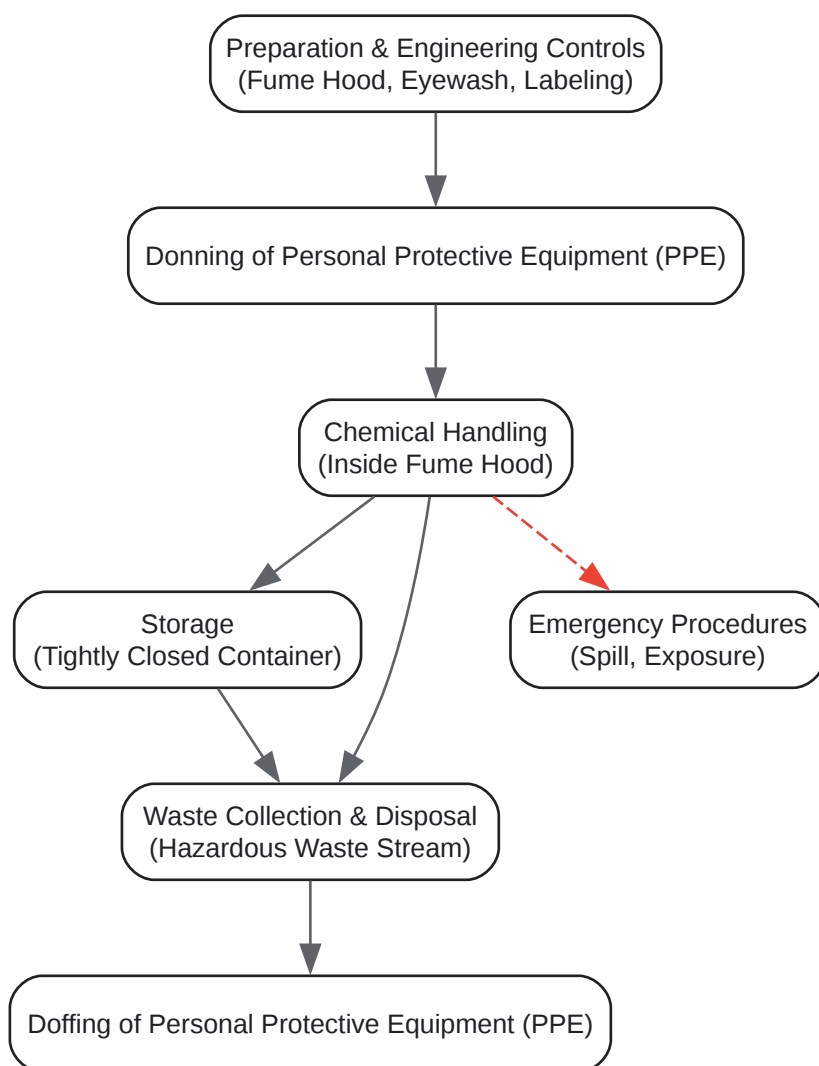 Preparation & Engineering Controls
(Fume Hood, Eyewash, Labeling)
Donning of Personal Protective Equipment (PPE)
Chemical Handling
(Inside Fume Hood)
Storage
(Tightly Closed Container)
Emergency Procedures
(Spill, Exposure)
Waste Collection & Disposal
(Hazardous Waste Stream)
Doffing of Personal Protective Equipment (PPE)